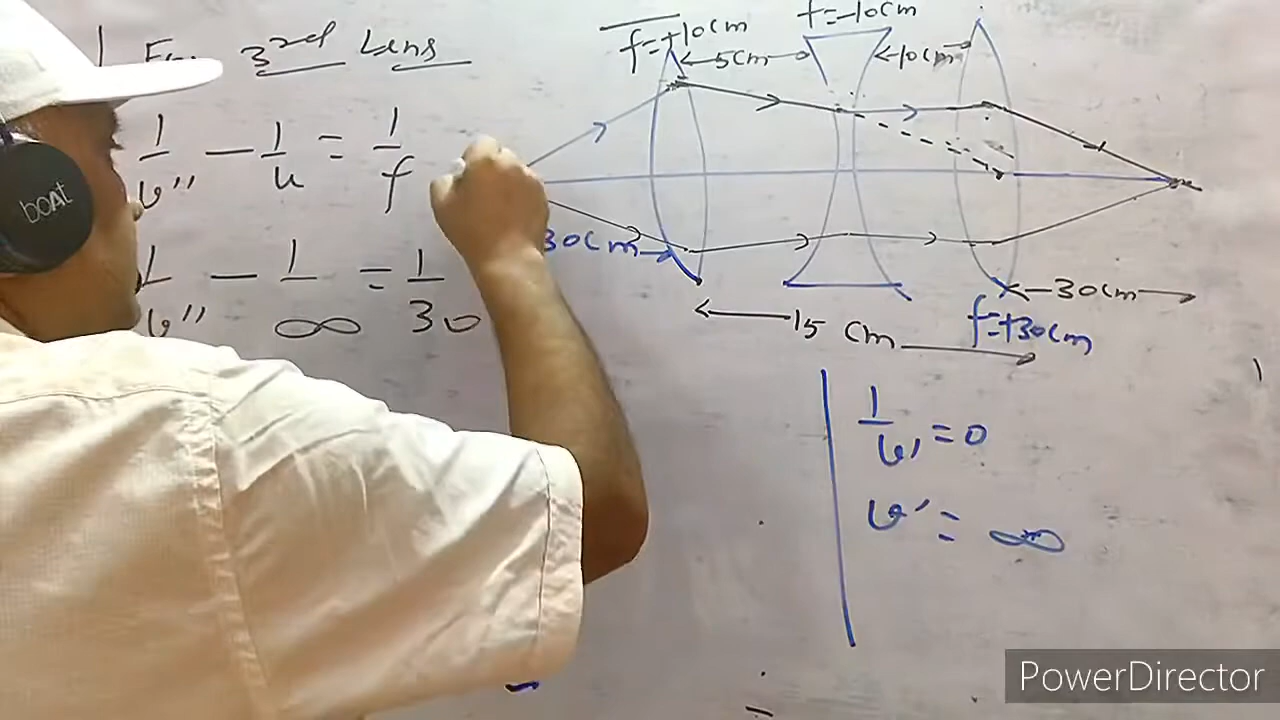 3rd Lens
1/v'' - 1/u = 1/f
1/v'' - 1/∞ = 1/30
boAt
f=+10cm
5cm
f=-10cm
10cm
30cm
30cm
f=+30cm
15 cm
1/v' = 0
v' = ∞
PowerDirector